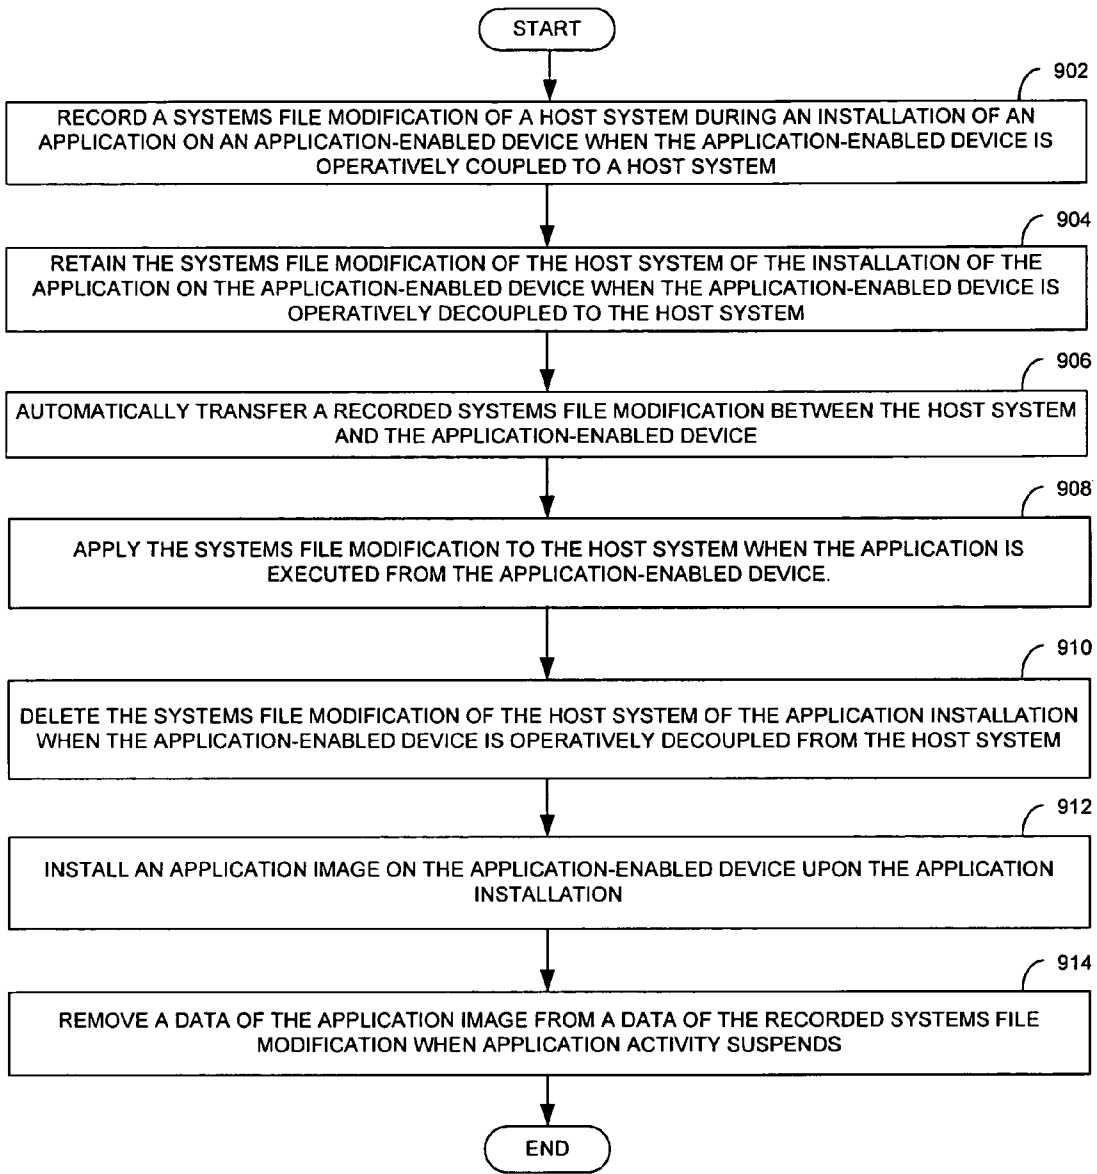 START
902
RECORD A SYSTEMS FILE MODIFICATION OF A HOST SYSTEM DURING AN INSTALLATION OF AN
APPLICATION ON AN APPLICATION-ENABLED DEVICE WHEN THE APPLICATION-ENABLED DEVICE IS
OPERATIVELY COUPLED TO A HOST SYSTEM
904
RETAIN THE SYSTEMS FILE MODIFICATION OF THE HOST SYSTEM OF THE INSTALLATION OF THE
APPLICATION ON THE APPLICATION-ENABLED DEVICE WHEN THE APPLICATION-ENABLED DEVICE IS
OPERATIVELY DECOUPLED TO THE HOST SYSTEM
906
AUTOMATICALLY TRANSFER A RECORDED SYSTEMS FILE MODIFICATION BETWEEN THE HOST SYSTEM
AND THE APPLICATION-ENABLED DEVICE
908
APPLY THE SYSTEMS FILE MODIFICATION TO THE HOST SYSTEM WHEN THE APPLICATION IS
EXECUTED FROM THE APPLICATION-ENABLED DEVICE.
910
DELETE THE SYSTEMS FILE MODIFICATION OF THE HOST SYSTEM OF THE APPLICATION INSTALLATION
WHEN THE APPLICATION-ENABLED DEVICE IS OPERATIVELY DECOUPLED FROM THE HOST SYSTEM
912
INSTALL AN APPLICATION IMAGE ON THE APPLICATION-ENABLED DEVICE UPON THE APPLICATION
INSTALLATION
914
REMOVE A DATA OF THE APPLICATION IMAGE FROM A DATA OF THE RECORDED SYSTEMS FILE
MODIFICATION WHEN APPLICATION ACTIVITY SUSPENDS
END